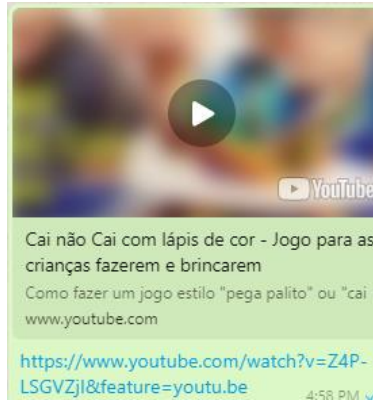 YouTube
Cai não Cai com lápis de cor - Jogo para as
crianças fazerem e brincarem
Como fazer um jogo estilo "pega palito" ou "cai
www.youtube.com
https://www.youtube.com/watch?v=Z4P-
LSGVZjI&feature=youtu.be
4:58 PM